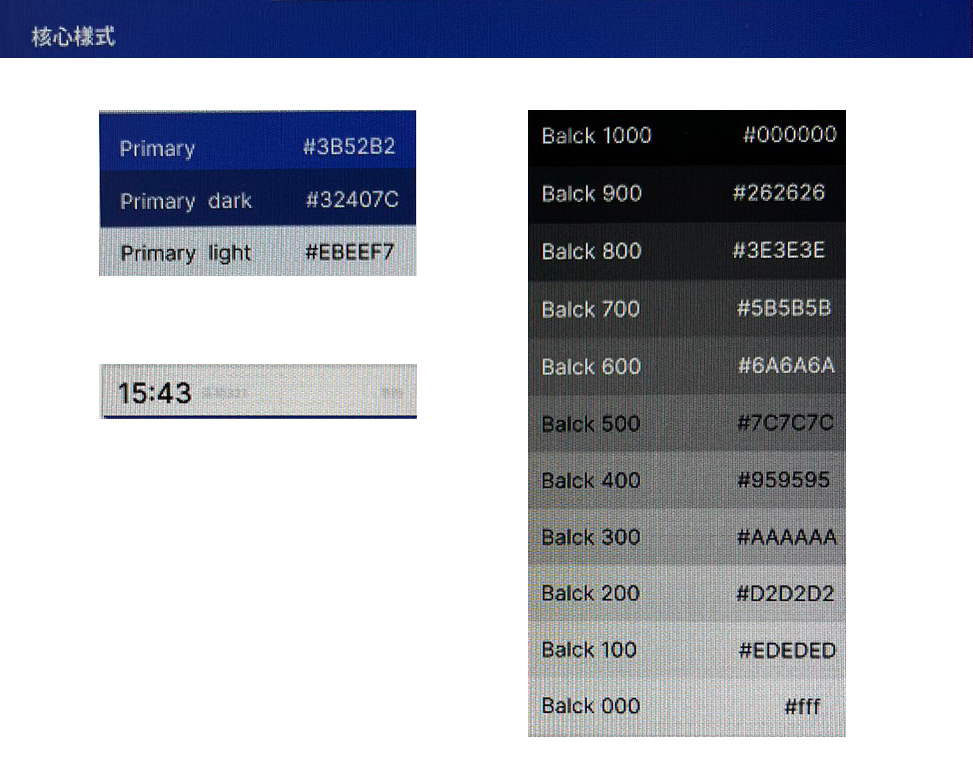 核心樣式
Primary #3B52B2
Primary dark #32407C
Primary light #EBEEF7
15:43
Balck 1000 #000000
Balck 900 #262626
Balck 800 #3E3E3E
Balck 700 #5B5B5B
Balck 600 #6A6A6A
Balck 500 #7C7C7C
Balck 400 #959595
Balck 300 #AAAAAA
Balck 200 #D2D2D2
Balck 100 #EDEDED
Balck 000 #fff